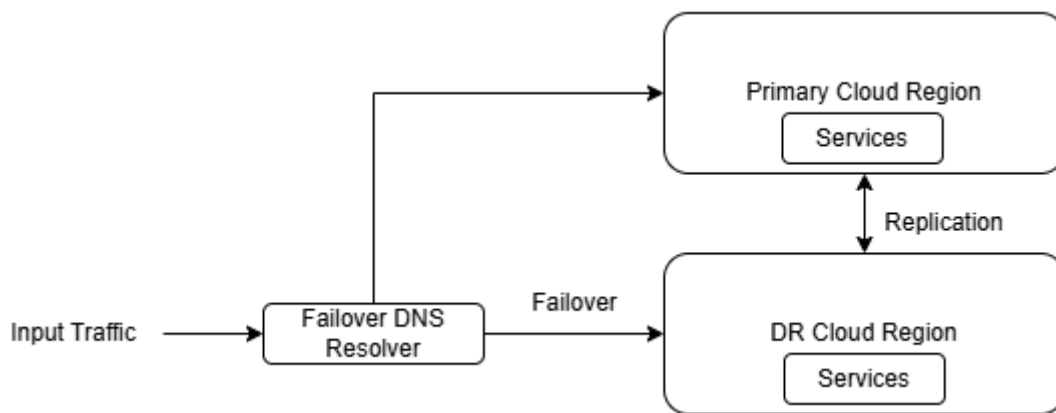 Primary Cloud Region
Services
Replication
Failover
Input Traffic
Failover DNS
Resolver
DR Cloud Region
Services